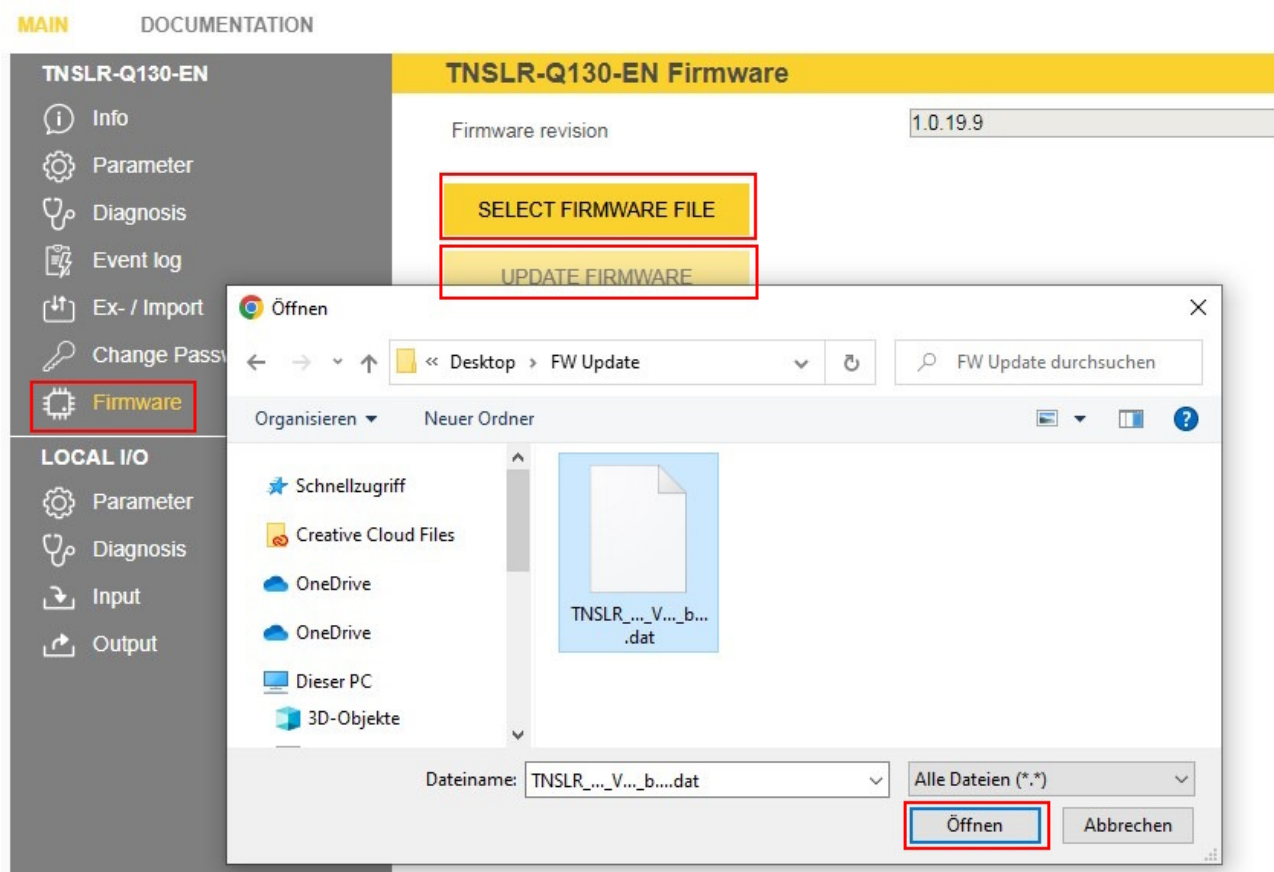 MAIN DOCUMENTATION
TNSLR-Q130-EN
Info
Parameter
Diagnosis
Event log
Ex- / Import
Change Passw
Firmware
LOCAL I/O
Parameter
Diagnosis
Input
Output
TNSLR-Q130-EN Firmware
Firmware revision 1.0.19.9
SELECT FIRMWARE FILE
UPDATE FIRMWARE
Öffnen
« Desktop › FW Update
FW Update durchsuchen
Organisieren
Neuer Ordner
Schnellzugriff
Creative Cloud Files
OneDrive
OneDrive
Dieser PC
3D-Objekte
TNSLR_..._V..._b...
.dat
Dateiname: TNSLR_..._V..._b....dat
Alle Dateien (*.*)
Öffnen Abbrechen